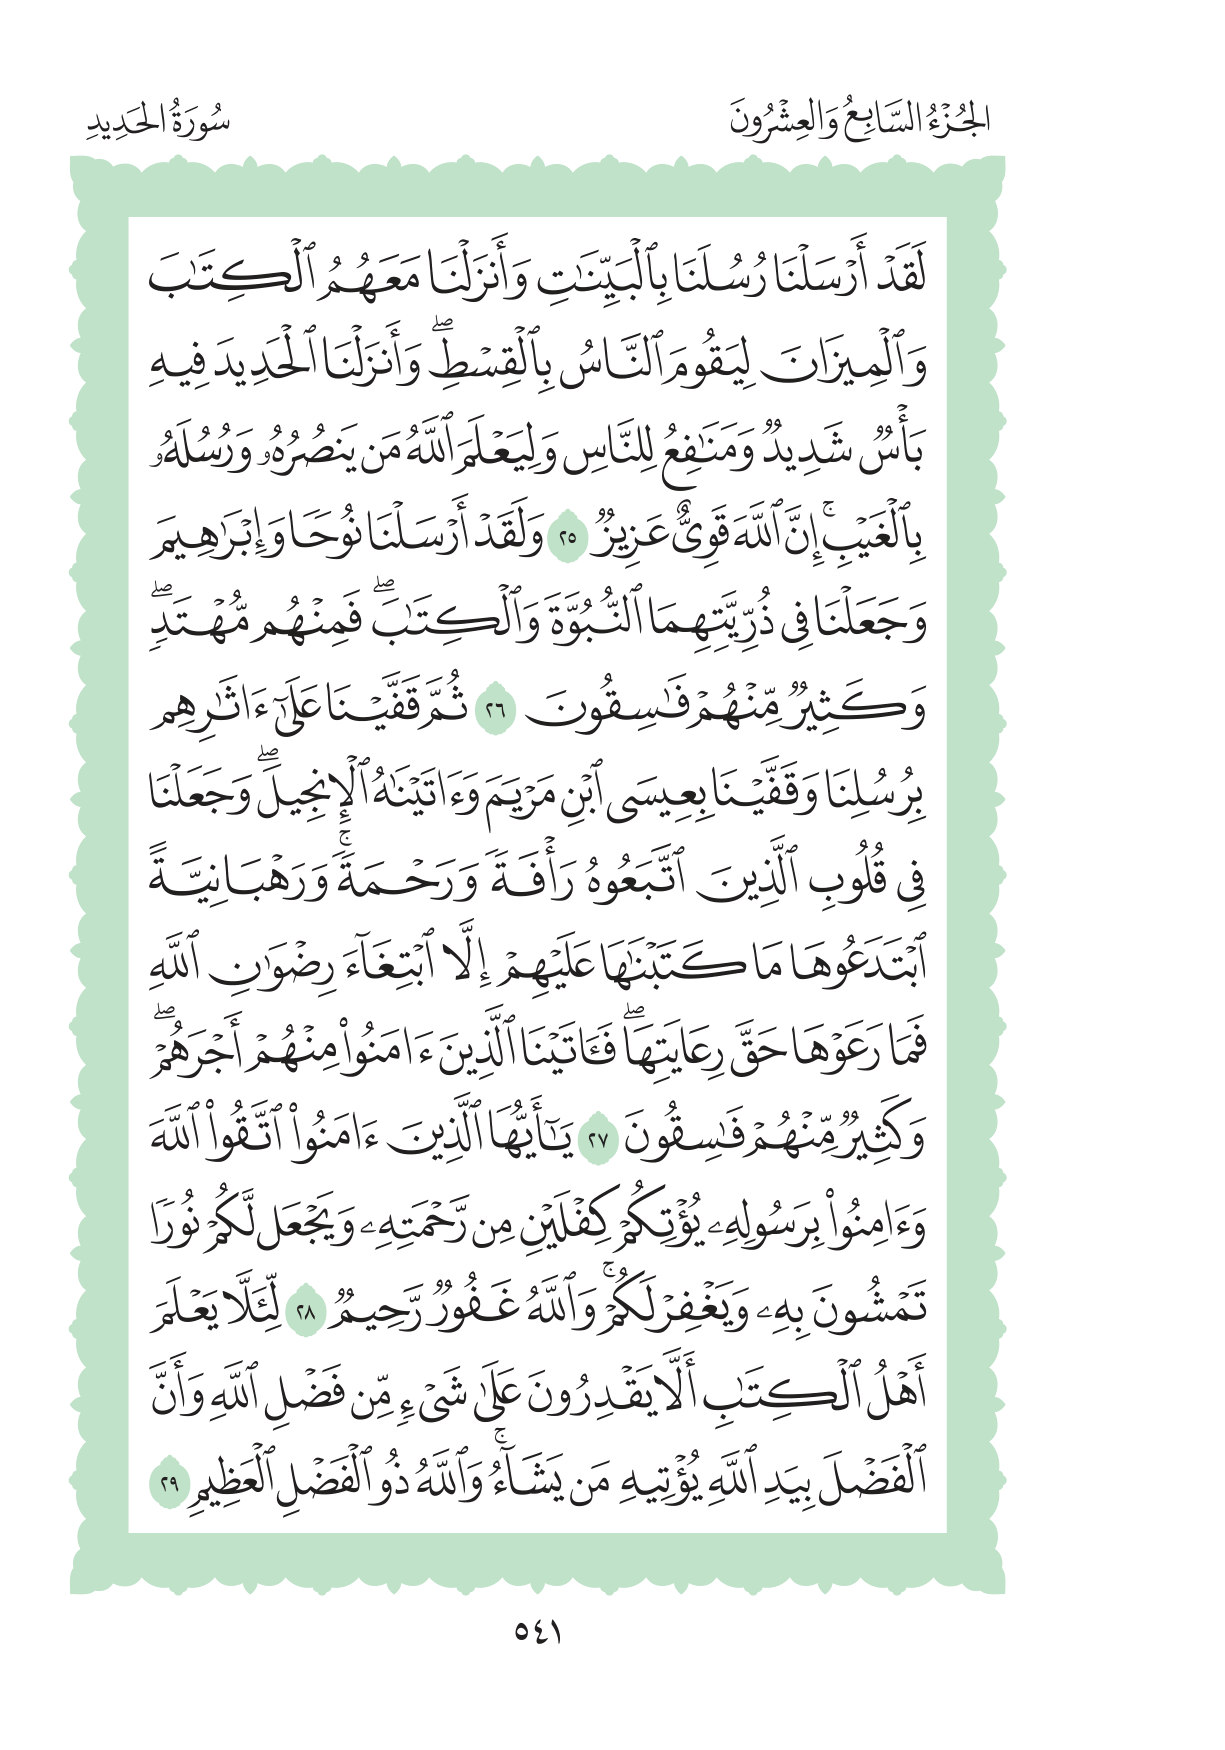 الجُزْءُ السَّابِعُ وَالعِشْرُونَ
سُورَةُ الحَدِيدِ
لَقَدْ أَرْسَلْنَا رُسُلَنَا بِٱلْبَيِّنَٰتِ وَأَنزَلْنَا مَعَهُمُ ٱلْكِتَٰبَ
وَٱلْمِيزَانَ لِيَقُومَ ٱلنَّاسُ بِٱلْقِسْطِۖ وَأَنزَلْنَا ٱلْحَدِيدَ فِيهِ
بَأْسٌ شَدِيدٌ وَمَنَٰفِعُ لِلنَّاسِ وَلِيَعْلَمَ ٱللَّهُ مَن يَنصُرُهُۥ وَرُسُلَهُۥ
بِٱلْغَيْبِۚ إِنَّ ٱللَّهَ قَوِىٌّ عَزِيزٌ ٢٥ وَلَقَدْ أَرْسَلْنَا نُوحًا وَإِبْرَٰهِيمَ
وَجَعَلْنَا فِى ذُرِّيَّتِهِمَا ٱلنُّبُوَّةَ وَٱلْكِتَٰبَۖ فَمِنْهُم مُّهْتَدٍۖ
وَكَثِيرٌ مِّنْهُمْ فَٰسِقُونَ ٢٦ ثُمَّ قَفَّيْنَا عَلَىٰٓ ءَاثَٰرِهِم
بِرُسُلِنَا وَقَفَّيْنَا بِعِيسَى ٱبْنِ مَرْيَمَ وَءَاتَيْنَٰهُ ٱلْإِنجِيلَۖ وَجَعَلْنَا
فِى قُلُوبِ ٱلَّذِينَ ٱتَّبَعُوهُ رَأْفَةً وَرَحْمَةًۚ وَرَهْبَانِيَّةً
ٱبْتَدَعُوهَا مَا كَتَبْنَٰهَا عَلَيْهِمْ إِلَّا ٱبْتِغَآءَ رِضْوَٰنِ ٱللَّهِ
فَمَا رَعَوْهَا حَقَّ رِعَايَتِهَاۖ فَـَٔاتَيْنَا ٱلَّذِينَ ءَامَنُوا۟ مِنْهُمْ أَجْرَهُمْۖ
وَكَثِيرٌ مِّنْهُمْ فَٰسِقُونَ ٢٧ يَٰٓأَيُّهَا ٱلَّذِينَ ءَامَنُوا۟ ٱتَّقُوا۟ ٱللَّهَ
وَءَامِنُوا۟ بِرَسُولِهِۦ يُؤْتِكُمْ كِفْلَيْنِ مِن رَّحْمَتِهِۦ وَيَجْعَل لَّكُمْ نُورًا
تَمْشُونَ بِهِۦ وَيَغْفِرْ لَكُمْۚ وَٱللَّهُ غَفُورٌ رَّحِيمٌ ٢٨ لِّئَلَّا يَعْلَمَ
أَهْلُ ٱلْكِتَٰبِ أَلَّا يَقْدِرُونَ عَلَىٰ شَىْءٍ مِّن فَضْلِ ٱللَّهِ وَأَنَّ
ٱلْفَضْلَ بِيَدِ ٱللَّهِ يُؤْتِيهِ مَن يَشَآءُۚ وَٱللَّهُ ذُو ٱلْفَضْلِ ٱلْعَظِيمِ ٢٩
٥٤١